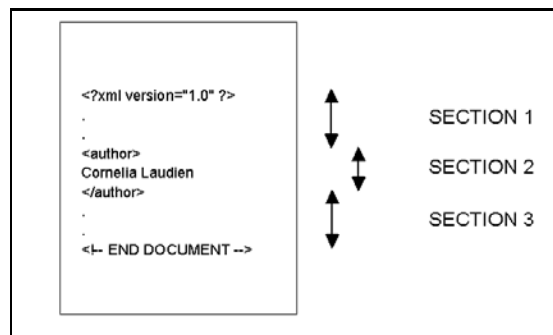 <?xml version="1.0" ?>
.
.
<author>
Cornelia Laudien
</author>
.
.
<!-- END DOCUMENT -->
SECTION 1
SECTION 2
SECTION 3